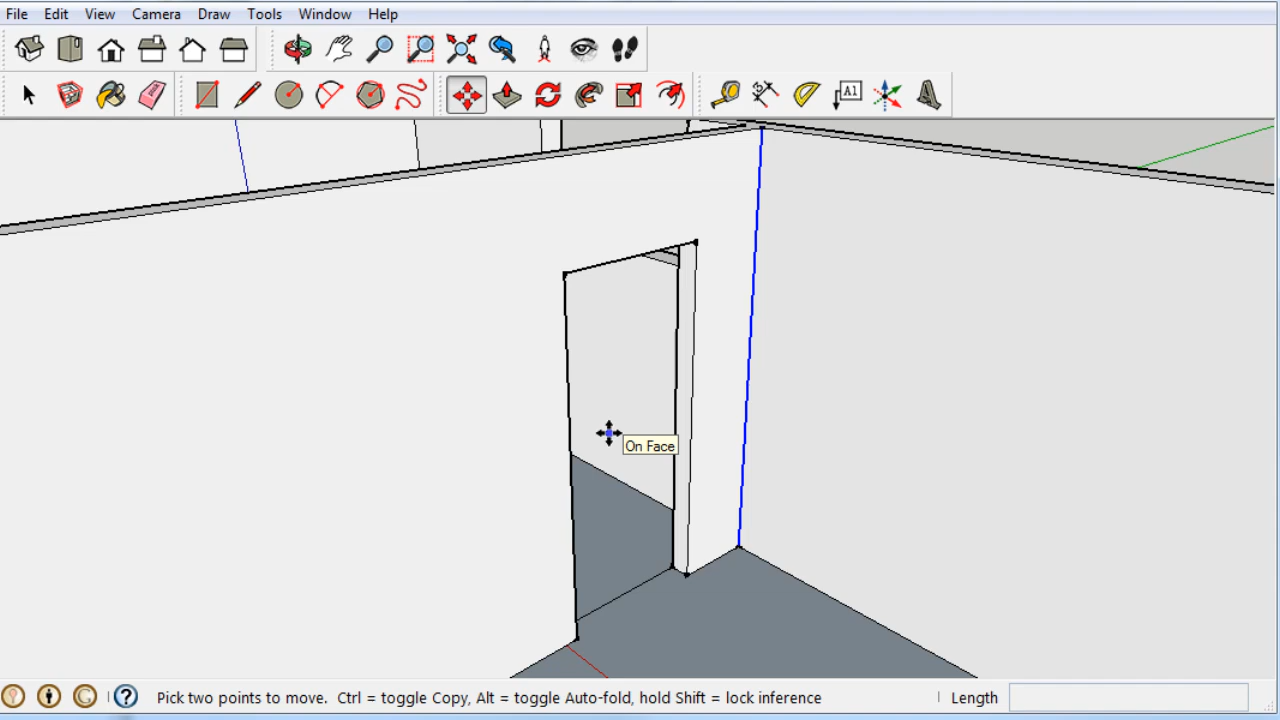 File Edit View Camera Draw Tools Window Help
A1
On Face
Pick two points to move. Ctrl = toggle Copy, Alt = toggle Auto-fold, hold Shift = lock inference Length